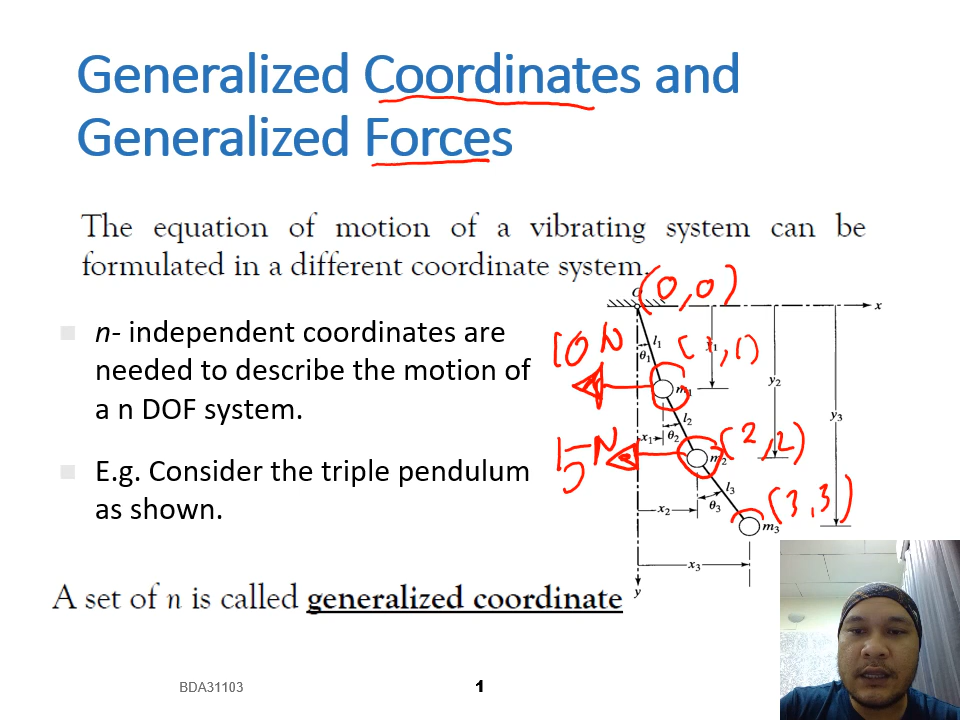 Generalized Coordinates and
Generalized Forces
The equation of motion of a vibrating system can be
formulated in a different coordinate system.
n- independent coordinates are
needed to describe the motion of
a n DOF system.
E.g. Consider the triple pendulum
as shown.
A set of n is called generalized coordinate
O
(0,0)
x
10 N
θ₁
l₁
y₁
(1,1)
m₁
y₂
l₂
x₁
θ₂
y₃
15 N
m₂
(2,2)
l₃
x₂
θ₃
(3,3)
m₃
x₃
y
BDA31103
1